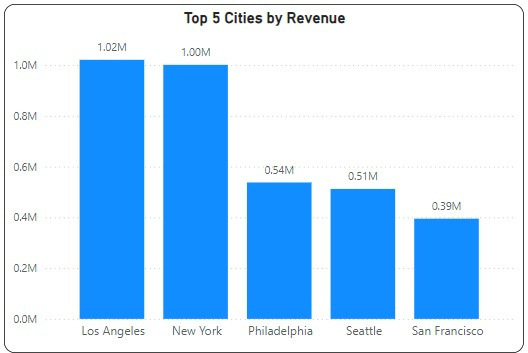 Top 5 Cities by Revenue
1.02M
1.00M
1.0M
0.8M
0.6M
0.54M
0.51M
0.4M
0.39M
0.2M
0.0M
Los Angeles New York Philadelphia Seattle San Francisco